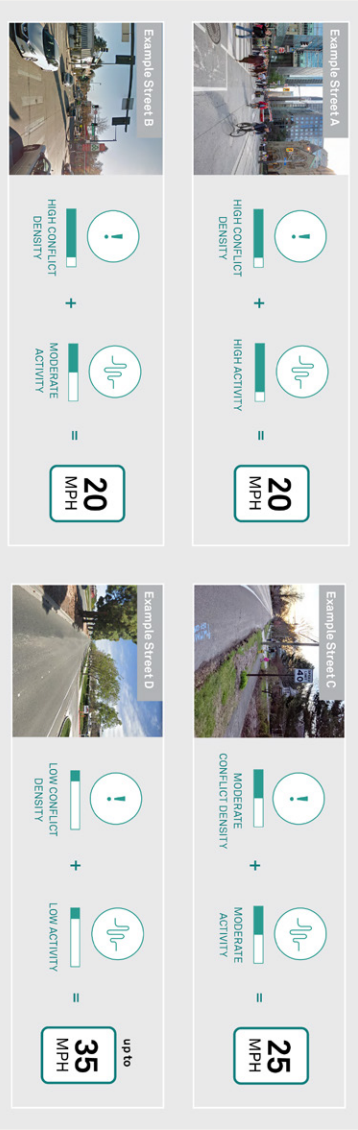 Example Street A
HIGH CONFLICT
DENSITY
+
HIGH ACTIVITY
=
20
MPH
Example Street B
HIGH CONFLICT
DENSITY
+
MODERATE
ACTIVITY
=
20
MPH
Example Street C
40
MODERATE
CONFLICT DENSITY
+
MODERATE
ACTIVITY
=
25
MPH
Example Street D
LOW CONFLICT
DENSITY
+
LOW ACTIVITY
=
up to
35
MPH